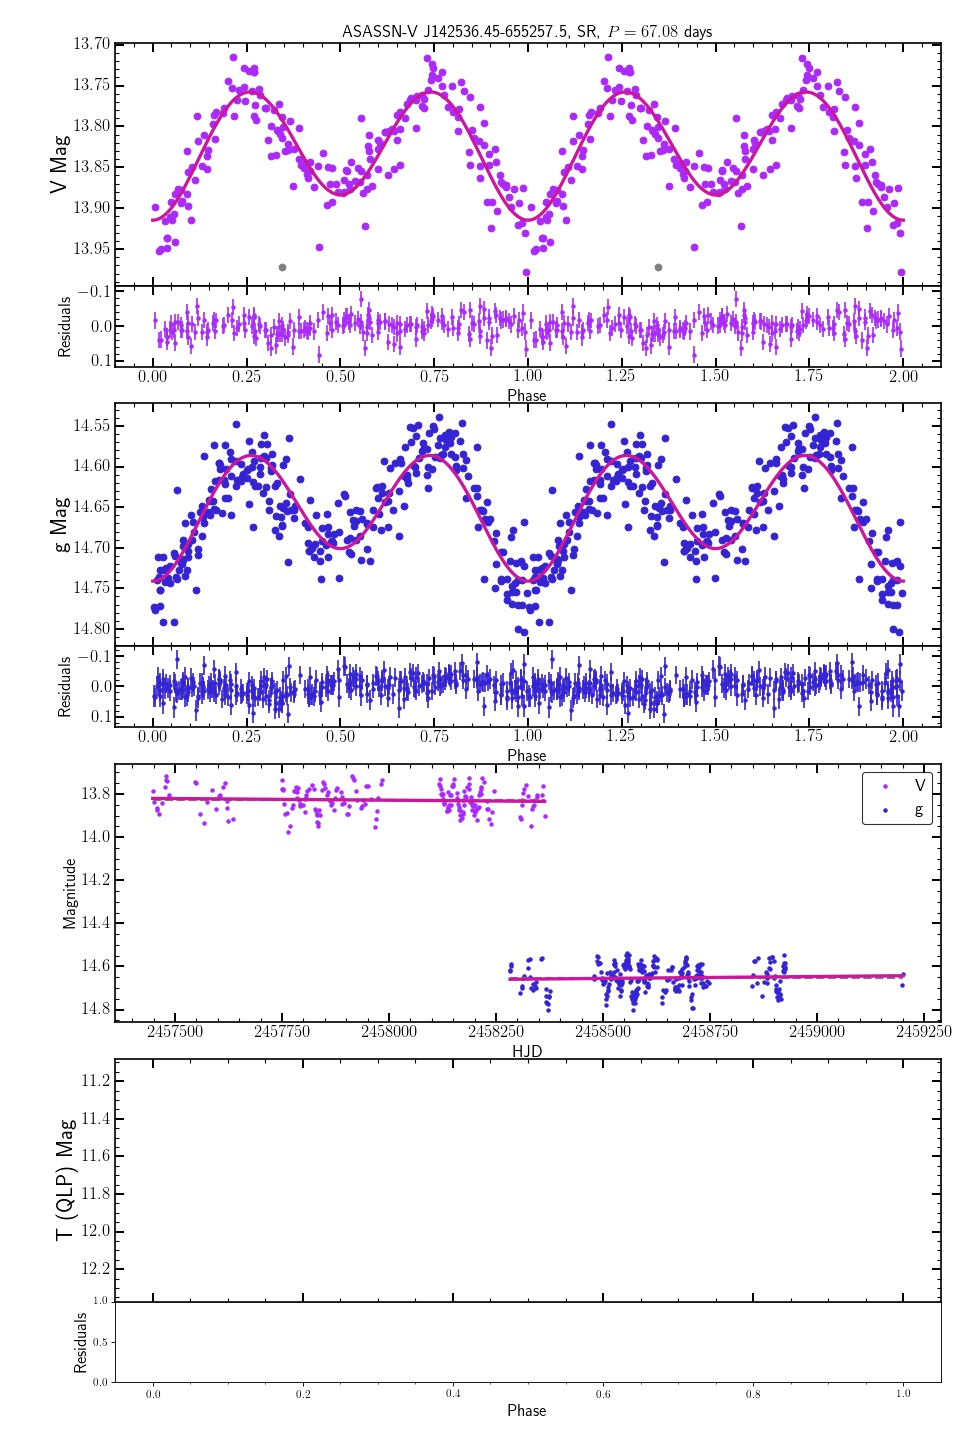 ASASSN-V J142536.45-655257.5, SR, P = 67.08 days
13.70
13.75
13.80
13.85
13.90
13.95
V Mag
−0.1
0.0
0.1
Residuals
0.00 0.25 0.50 0.75 1.00 1.25 1.50 1.75 2.00
Phase
14.55
14.60
14.65
14.70
14.75
14.80
g Mag
−0.1
0.0
0.1
Residuals
0.00 0.25 0.50 0.75 1.00 1.25 1.50 1.75 2.00
Phase
13.8
14.0
14.2
14.4
14.6
14.8
Magnitude
V
g
2457500 2457750 2458000 2458250 2458500 2458750 2459000 2459250
HJD
11.2
11.4
11.6
11.8
12.0
12.2
T (QLP) Mag
1.0
0.5
0.0
Residuals
0.0 0.2 0.4 0.6 0.8 1.0
Phase